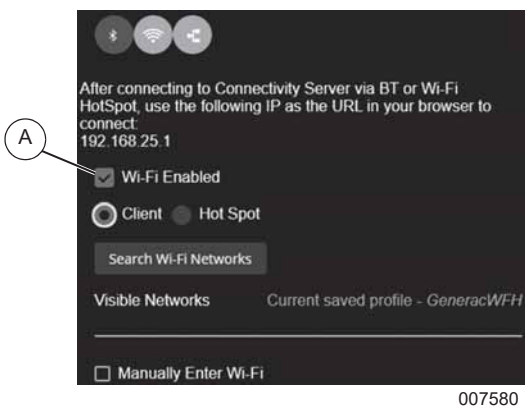 After connecting to Connectivity Server via BT or Wi-Fi
HotSpot, use the following IP as the URL in your browser to
connect:
192.168.25.1
A
Wi-Fi Enabled
Client Hot Spot
Search Wi-Fi Networks
Visible Networks Current saved profile - GeneracWFH
Manually Enter Wi-Fi
007580